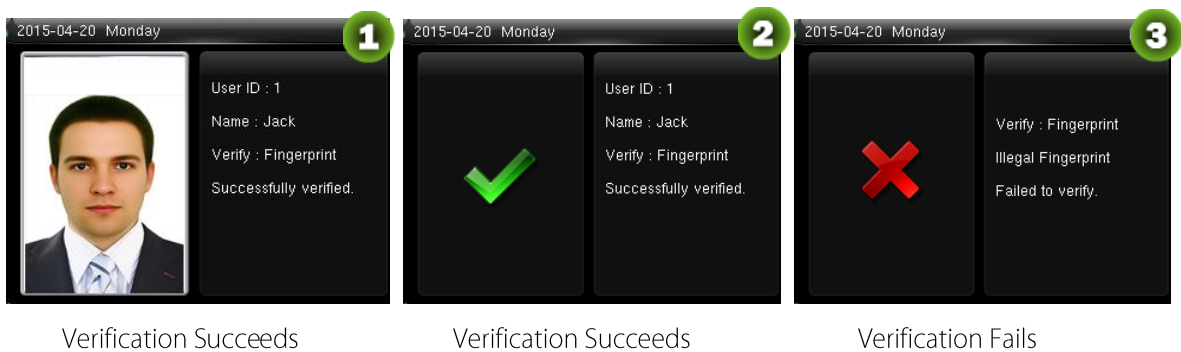 2015-04-20 Monday
1
User ID : 1
Name : Jack
Verify : Fingerprint
Successfully verified.
Verification Succeeds
2015-04-20 Monday
2
User ID : 1
Name : Jack
Verify : Fingerprint
Successfully verified.
Verification Succeeds
2015-04-20 Monday
3
Verify : Fingerprint
Illegal Fingerprint
Failed to verify.
Verification Fails